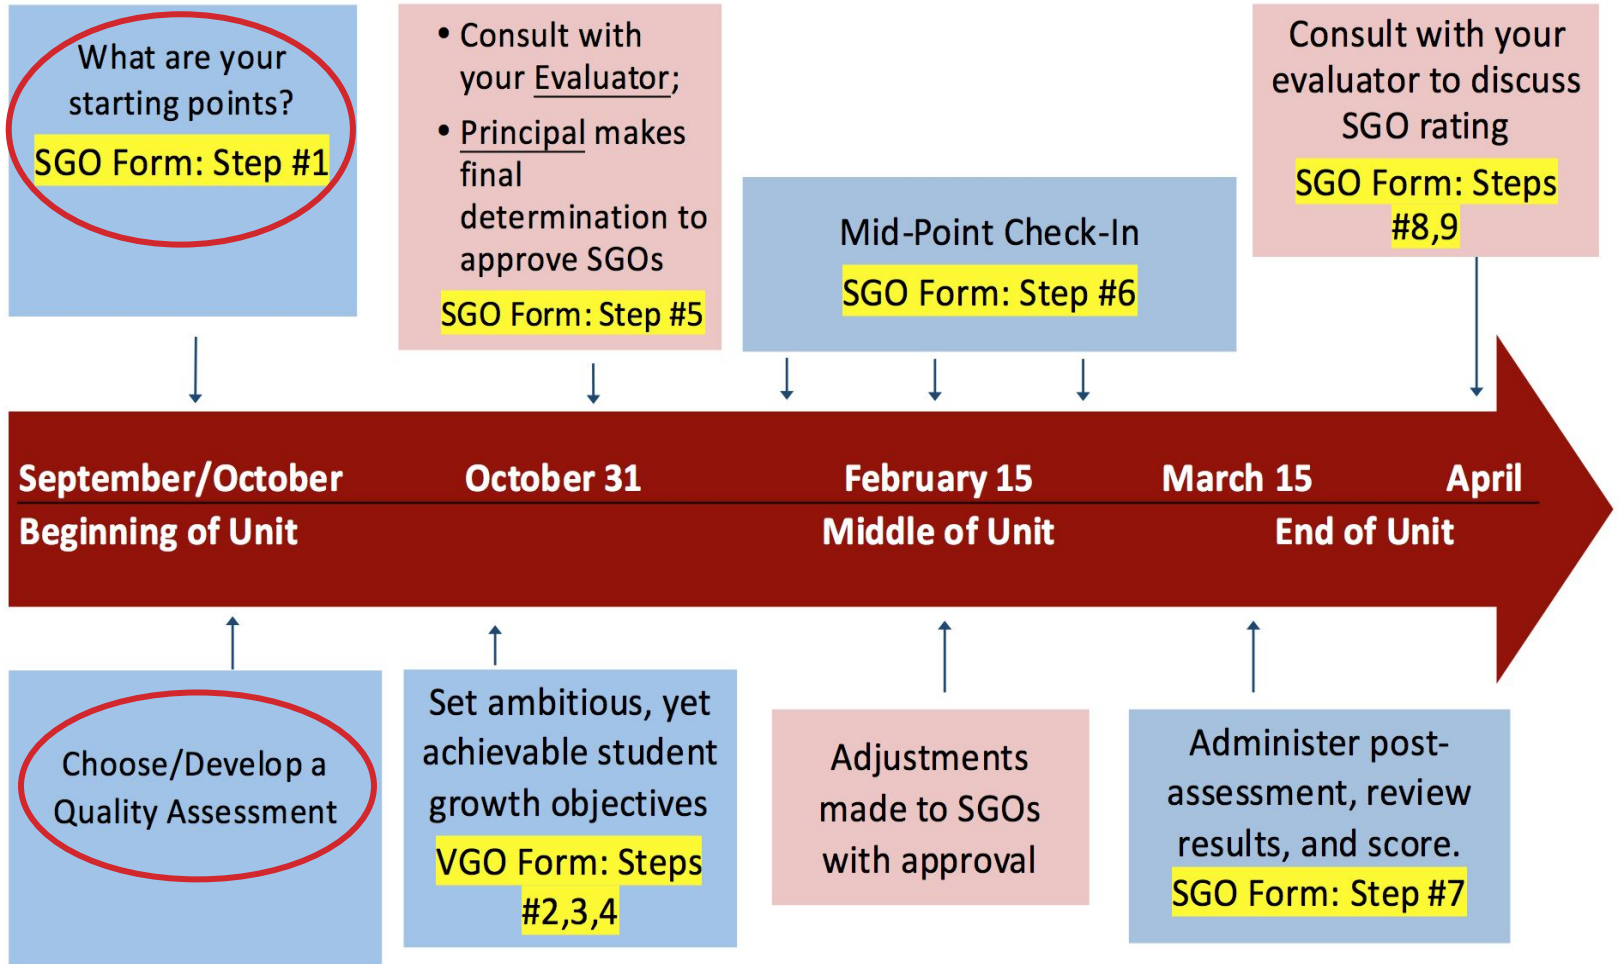 What are your
starting points?
SGO Form: Step #1
• Consult with
your Evaluator;
• Principal makes
final
determination to
approve SGOs
SGO Form: Step #5
Mid-Point Check-In
SGO Form: Step #6
Consult with your
evaluator to discuss
SGO rating
SGO Form: Steps
#8,9
September/October
October 31
February 15
March 15
April
Beginning of Unit
Middle of Unit
End of Unit
Choose/Develop a
Quality Assessment
Set ambitious, yet
achievable student
growth objectives
VGO Form: Steps
#2,3,4
Adjustments
made to SGOs
with approval
Administer post-
assessment, review
results, and score.
SGO Form: Step #7